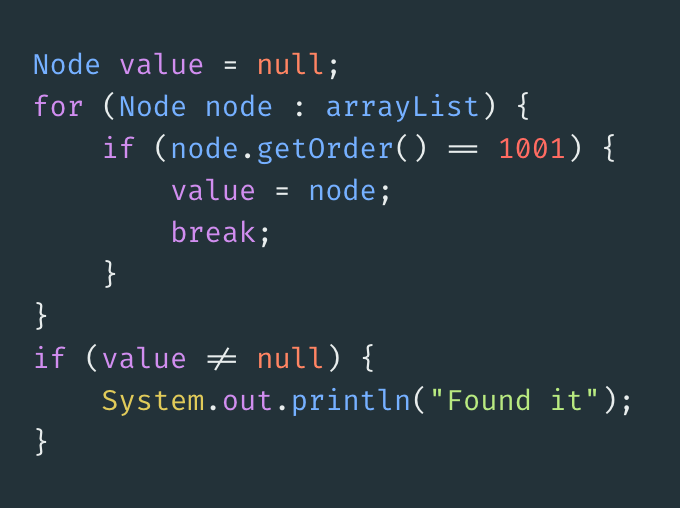 Node value = null;
for (Node node : arrayList) {
    if (node.getOrder() == 1001) {
        value = node;
        break;
    }
}
if (value != null) {
    System.out.println("Found it");
}